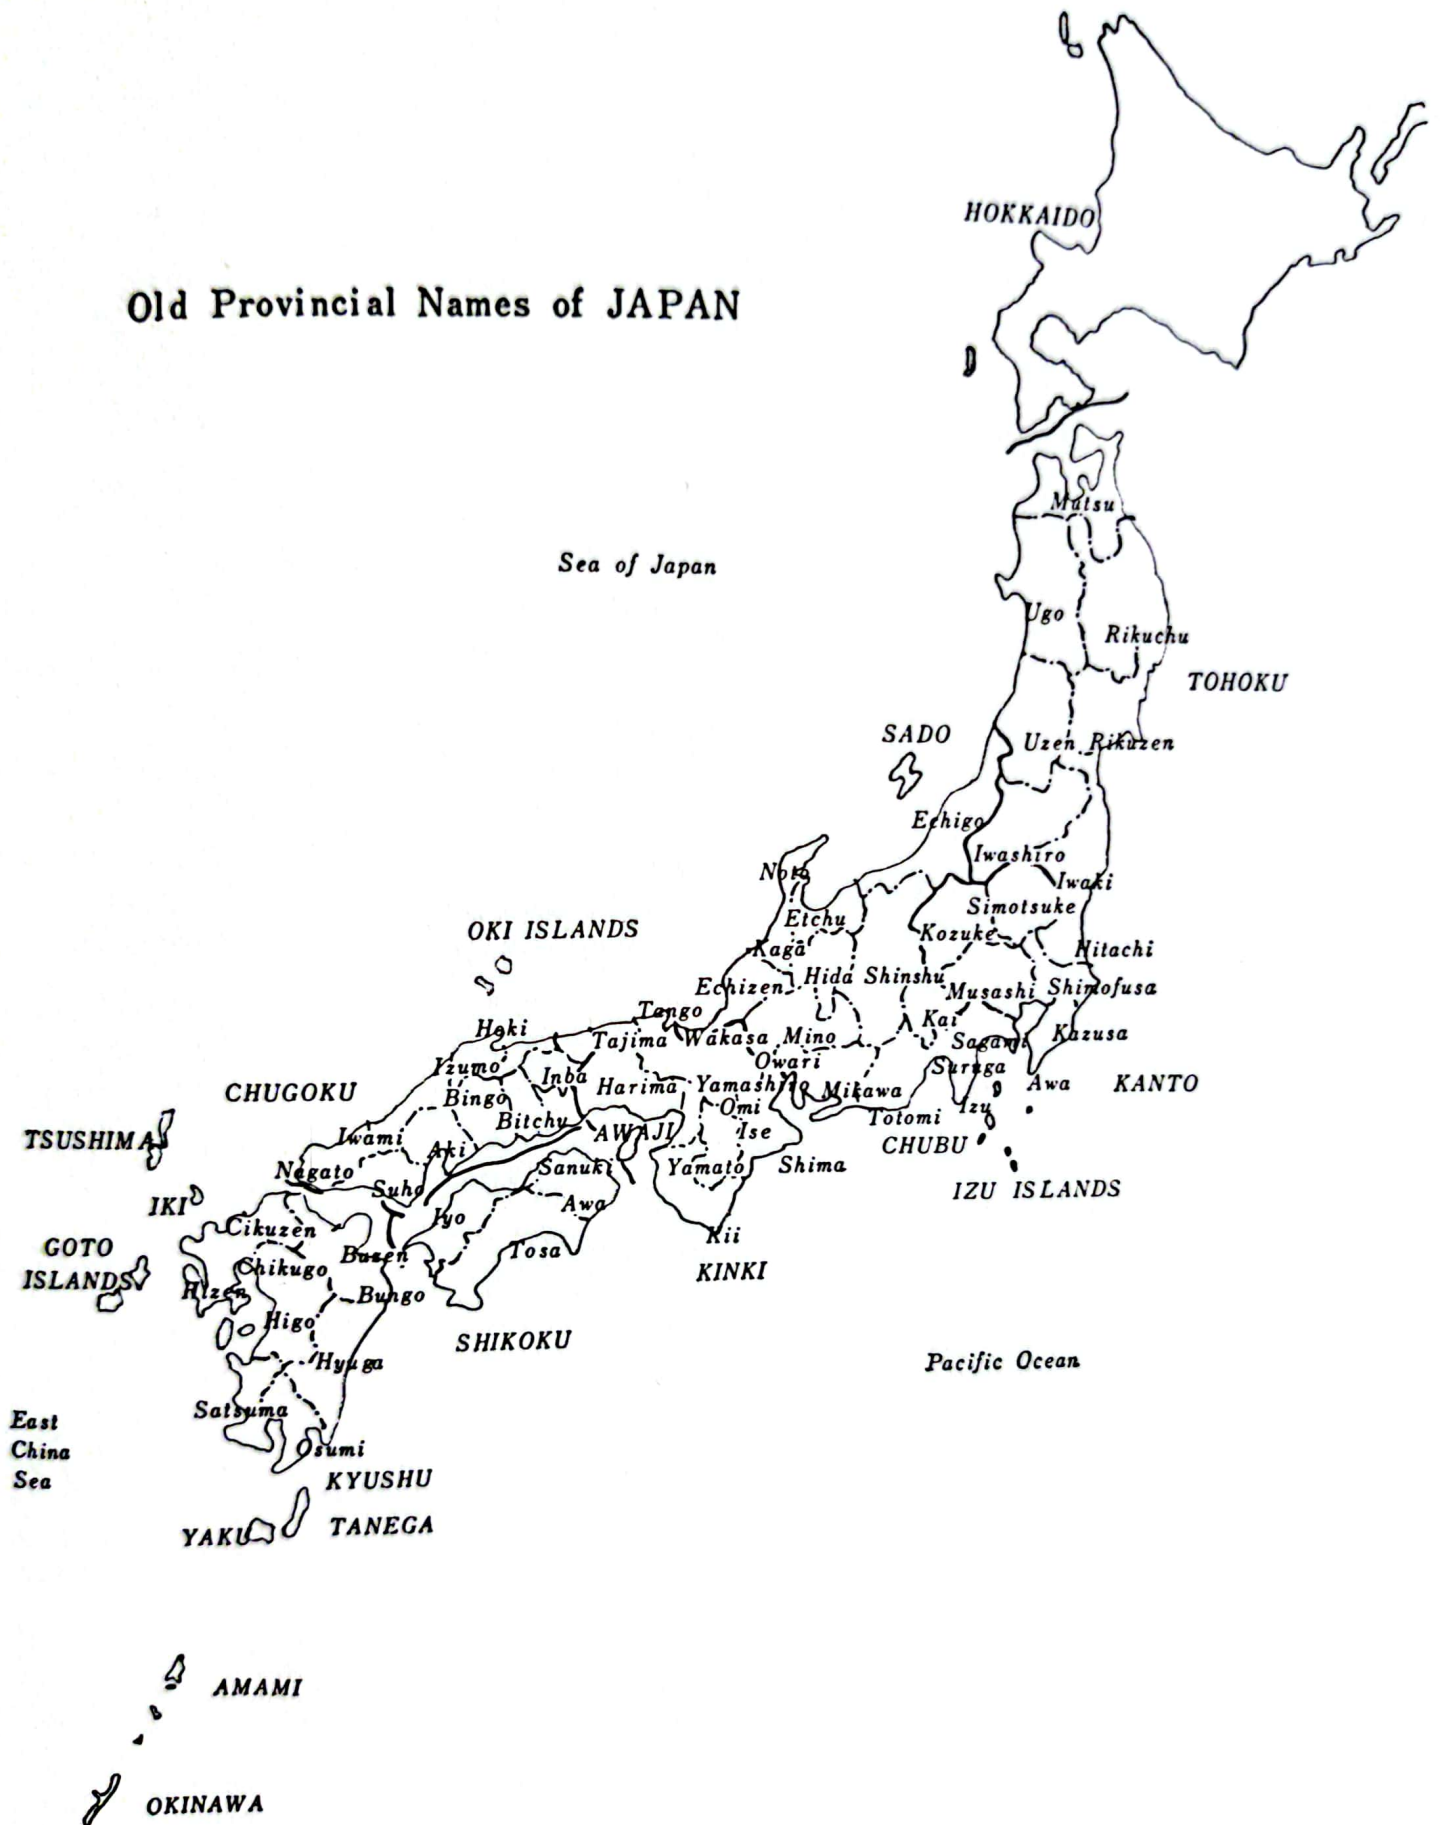 HOKKAIDO
Old Provincial Names of JAPAN
Mutsu
Sea of Japan
Ugo
Rikuchu
TOHOKU
SADO
Uzen Rikuzen
Echigo
Iwashiro
Noto
Iwaki
Simotsuke
Etchu
OKI ISLANDS
Kozuke
Kaga
Hitachi
Hida Shinshu
Echizen
Musashi Shimofusa
Tango
Kai
Hoki
Kazusa
Tajima Wakasa Mino
Sagami
Owari
Izumo
Suruga
Inba
Harima Yamashiro Mikawa
Awa KANTO
CHUGOKU
Bingo
Omi
Izu
Bitchu
Totomi
TSUSHIMA
Iwami
AWAJI
Ise
CHUBU
Aki
Nagato
Sanuki
Yamato
Shima
Suho
IZU ISLANDS
IKI
Awa
Iyo
Cikuzen
Kii
GOTO
ISLANDS
Buzen
Tosa
Chikugo
KINKI
Hizen
Bungo
Higo
SHIKOKU
Hyuga
Pacific Ocean
Satsuma
East
China
Sea
Osumi
KYUSHU
YAKU
TANEGA
AMAMI
OKINAWA